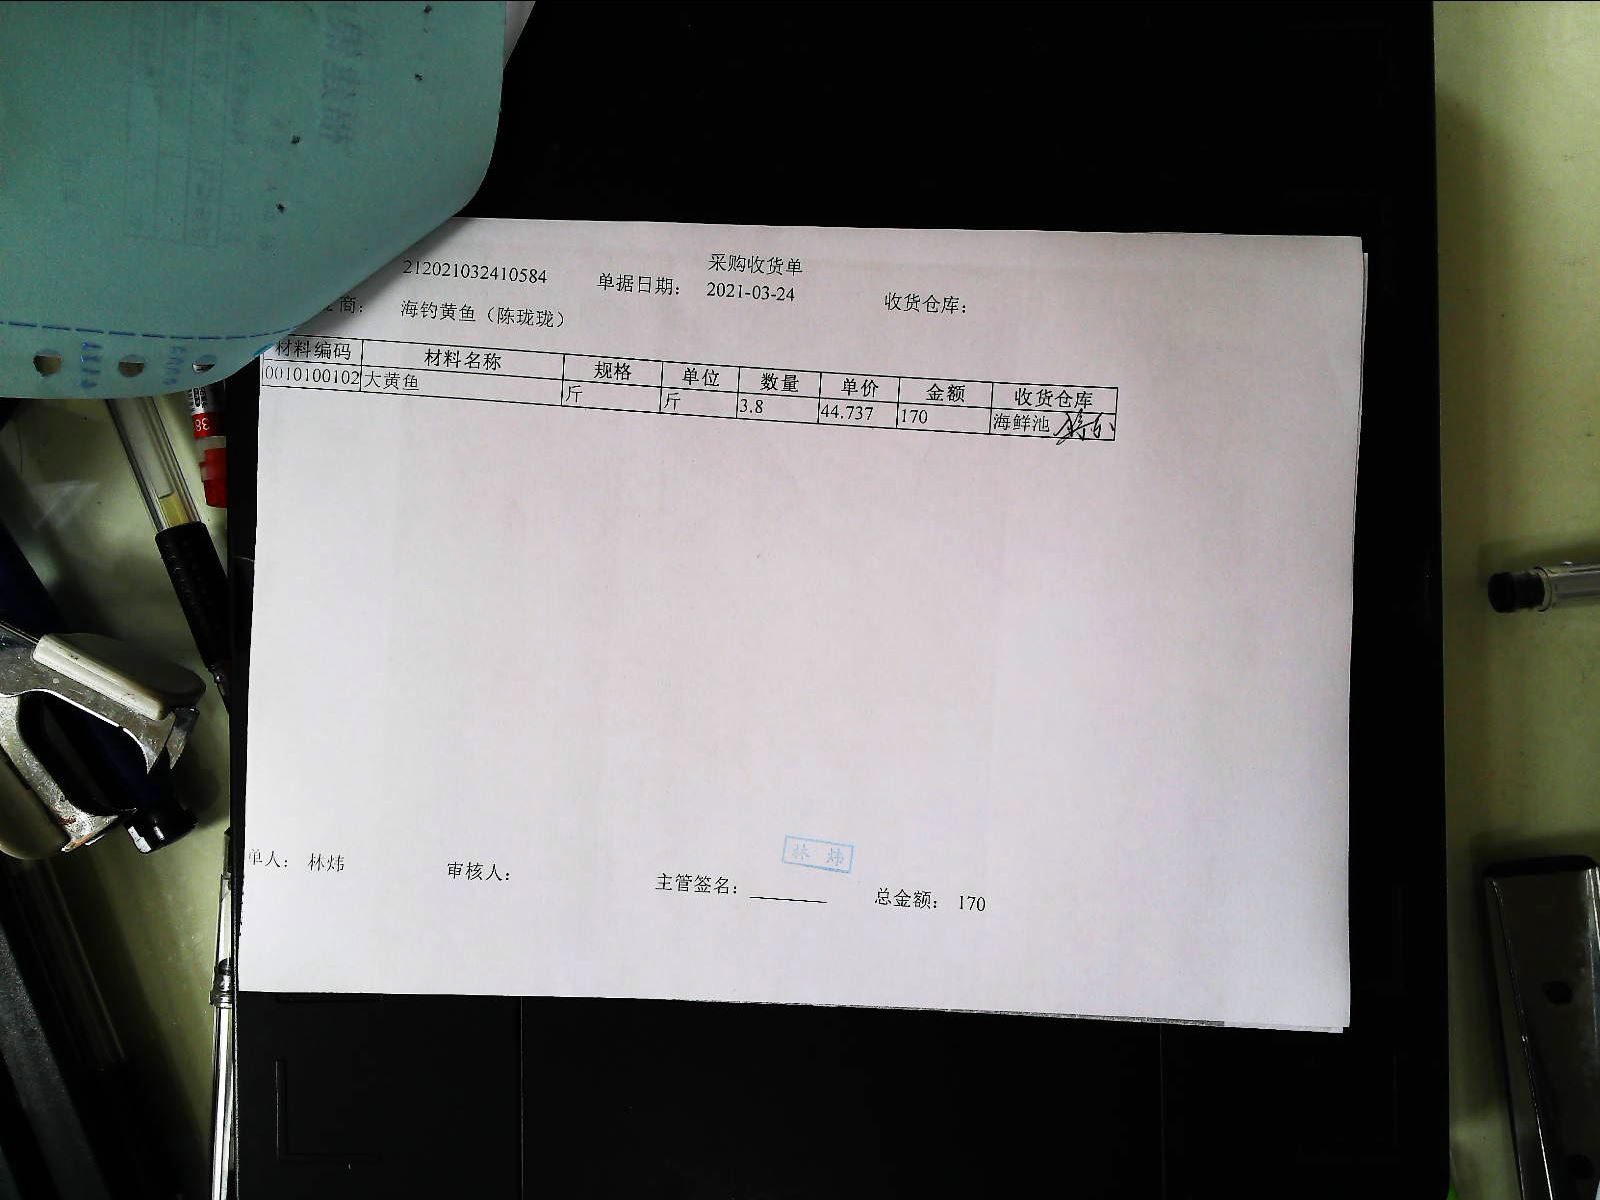 采购收货单
212021032410584 单据日期： 2021-03-24 收货仓库：
商： 海钓黄鱼（陈珑珑）
材料编码 材料名称 规格 单位 数量 单价 金额 收货仓库
0010100102 大黄鱼 斤 斤 3.8 44.737 170 海鲜池
林 炜
单人： 林炜 审核人： 主管签名： 总金额： 170